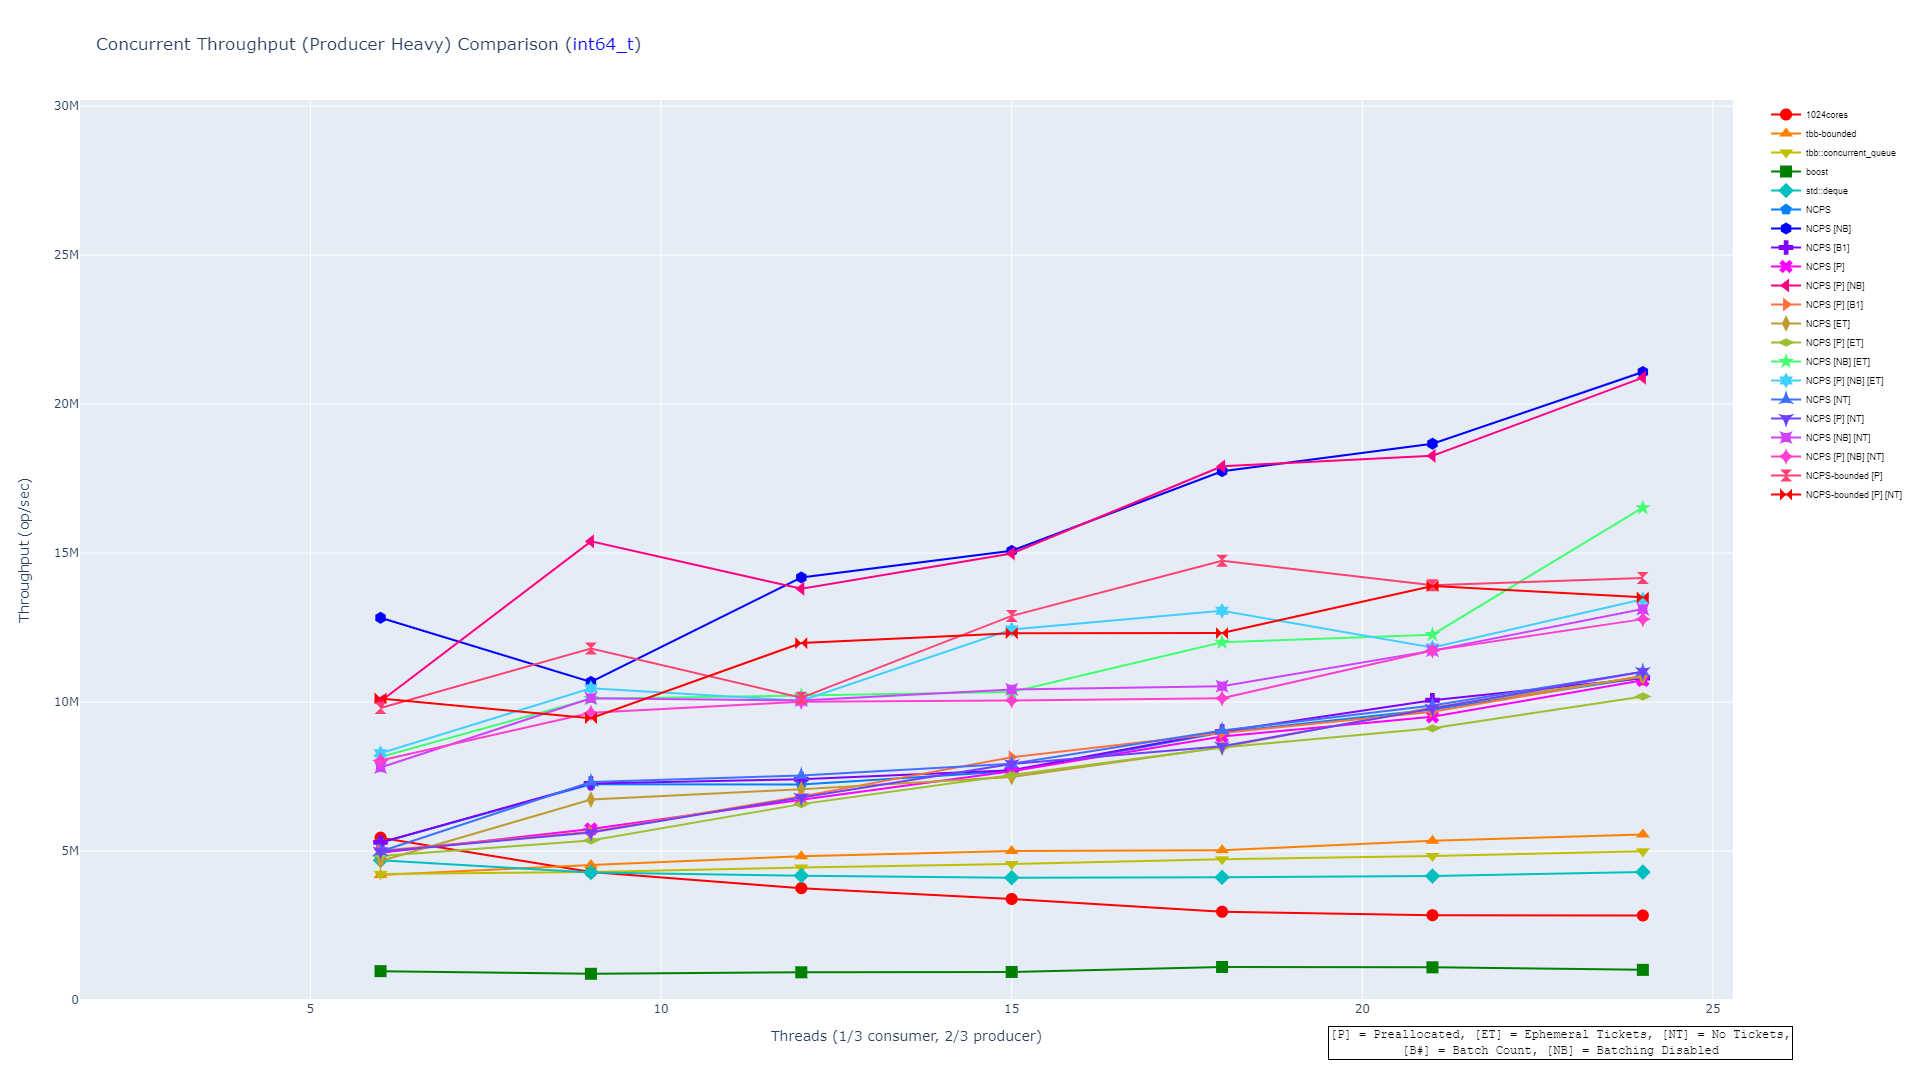 Concurrent Throughput (Producer Heavy) Comparison (int64_t)
30M
25M
20M
15M
10M
5M
0
Throughput (op/sec)
5
10
15
20
25
Threads (1/3 consumer, 2/3 producer)
1024cores
tbb-bounded
tbb::concurrent_queue
boost
std::deque
NCPS
NCPS [NB]
NCPS [B1]
NCPS [P]
NCPS [P] [NB]
NCPS [P] [B1]
NCPS [ET]
NCPS [P] [ET]
NCPS [NB] [ET]
NCPS [P] [NB] [ET]
NCPS [NT]
NCPS [P] [NT]
NCPS [NB] [NT]
NCPS [P] [NB] [NT]
NCPS-bounded [P]
NCPS-bounded [P] [NT]
[P] = Preallocated, [ET] = Ephemeral Tickets, [NT] = No Tickets,
[B#] = Batch Count, [NB] = Batching Disabled